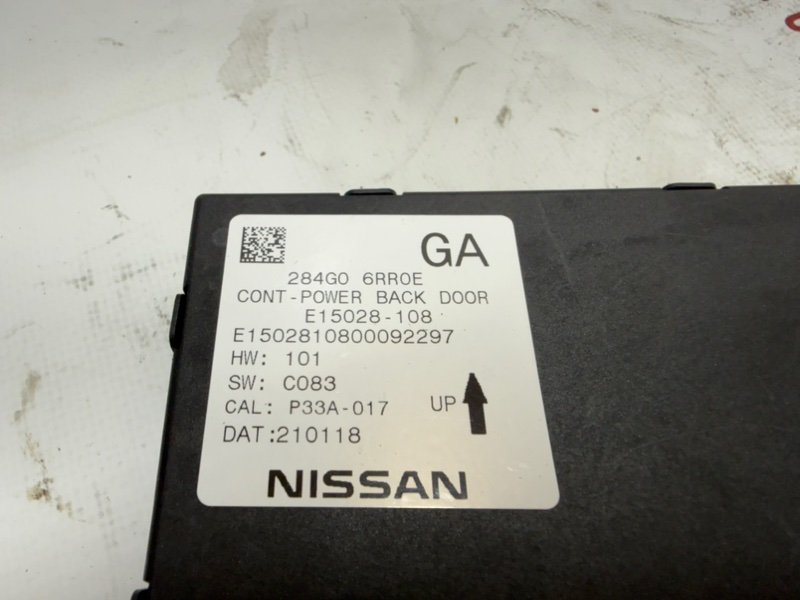 GA
284G0 6RR0E
CONT-POWER BACK DOOR
E15028-108
E1502810800092297
HW: 101
SW: C083
CAL: P33A-017
UP
DAT:210118
NISSAN